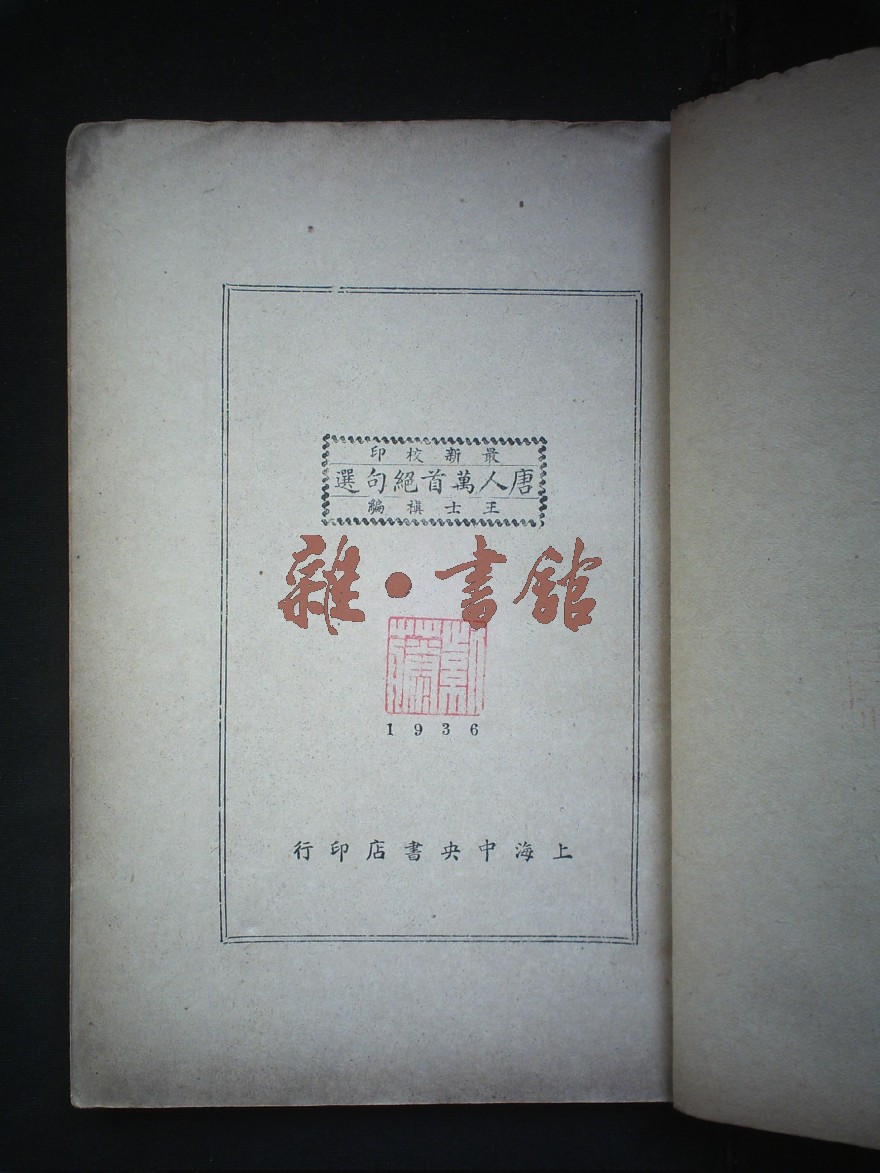 最新校印
唐人萬首絕句選
王士禎編
雜·書館
1936
上海中央書店印行